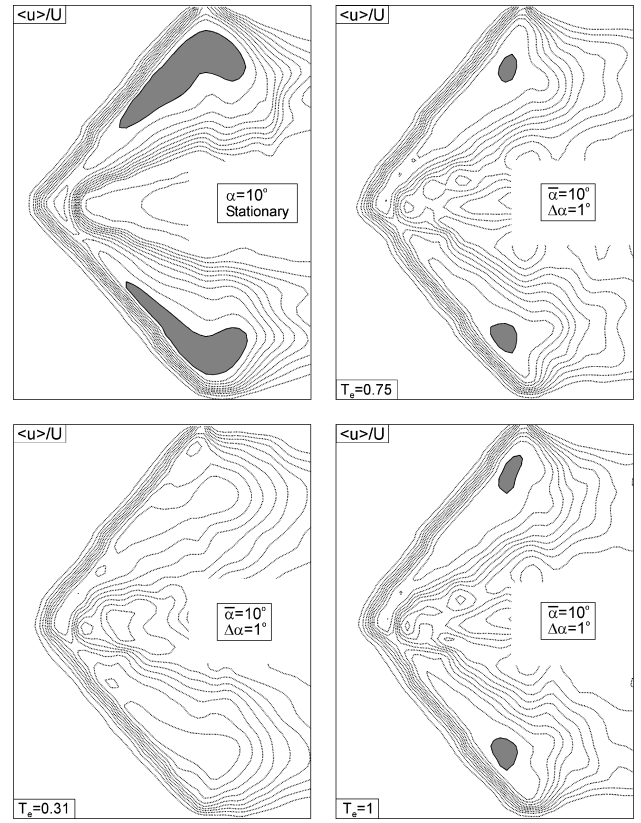 <u>/U
α=10°
Stationary
<u>/U
α̅=10°
Δα=1°
Tₑ=0.75
<u>/U
α̅=10°
Δα=1°
Tₑ=0.31
<u>/U
α̅=10°
Δα=1°
Tₑ=1